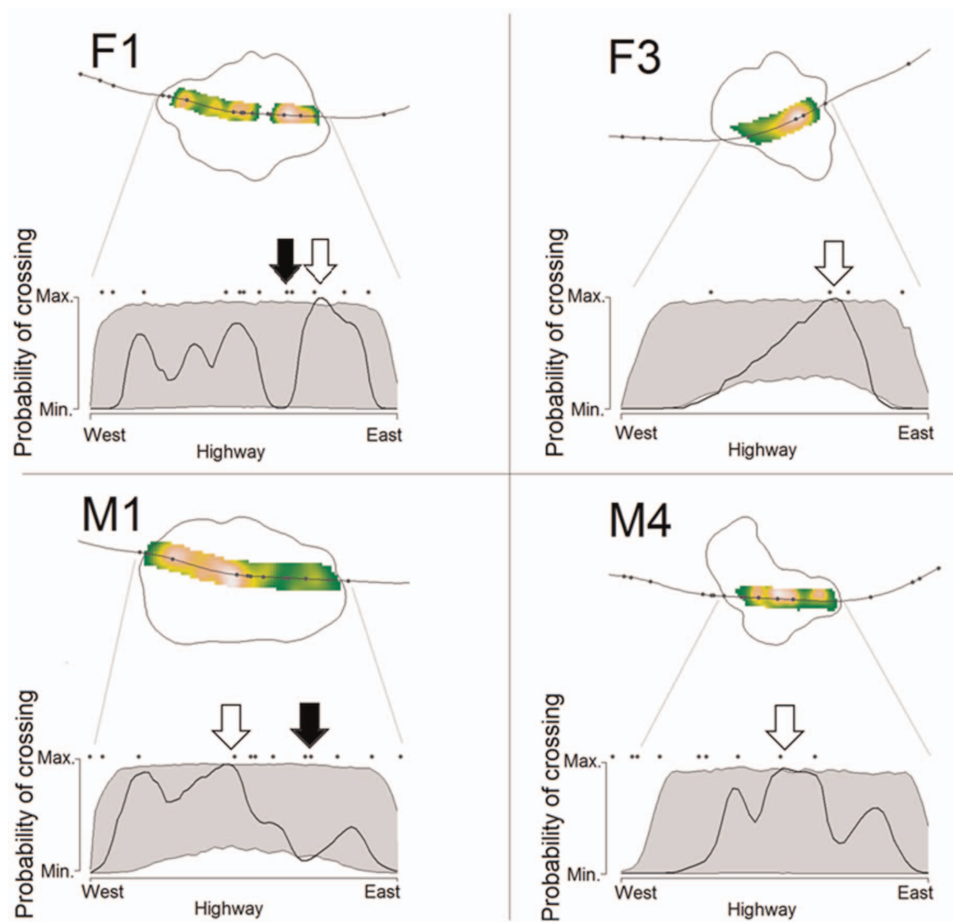 F1
Probability of crossing
Max.
Min.
West
East
Highway
F3
Probability of crossing
Max.
Min.
West
East
Highway
M1
Probability of crossing
Max.
Min.
West
East
Highway
M4
Probability of crossing
Max.
Min.
West
East
Highway